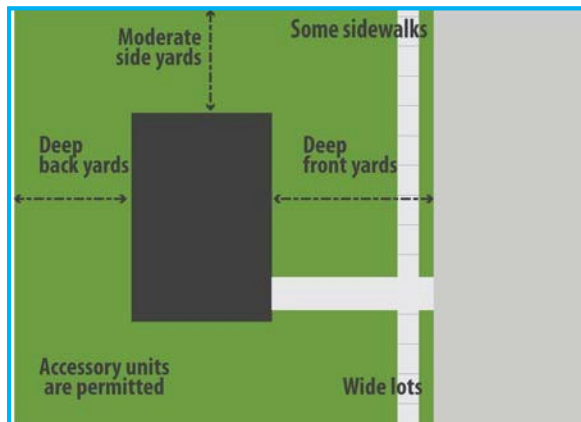 Moderate
side yards
Some sidewalks
Deep
back yards
Deep
front yards
Accessory units
are permitted
Wide lots